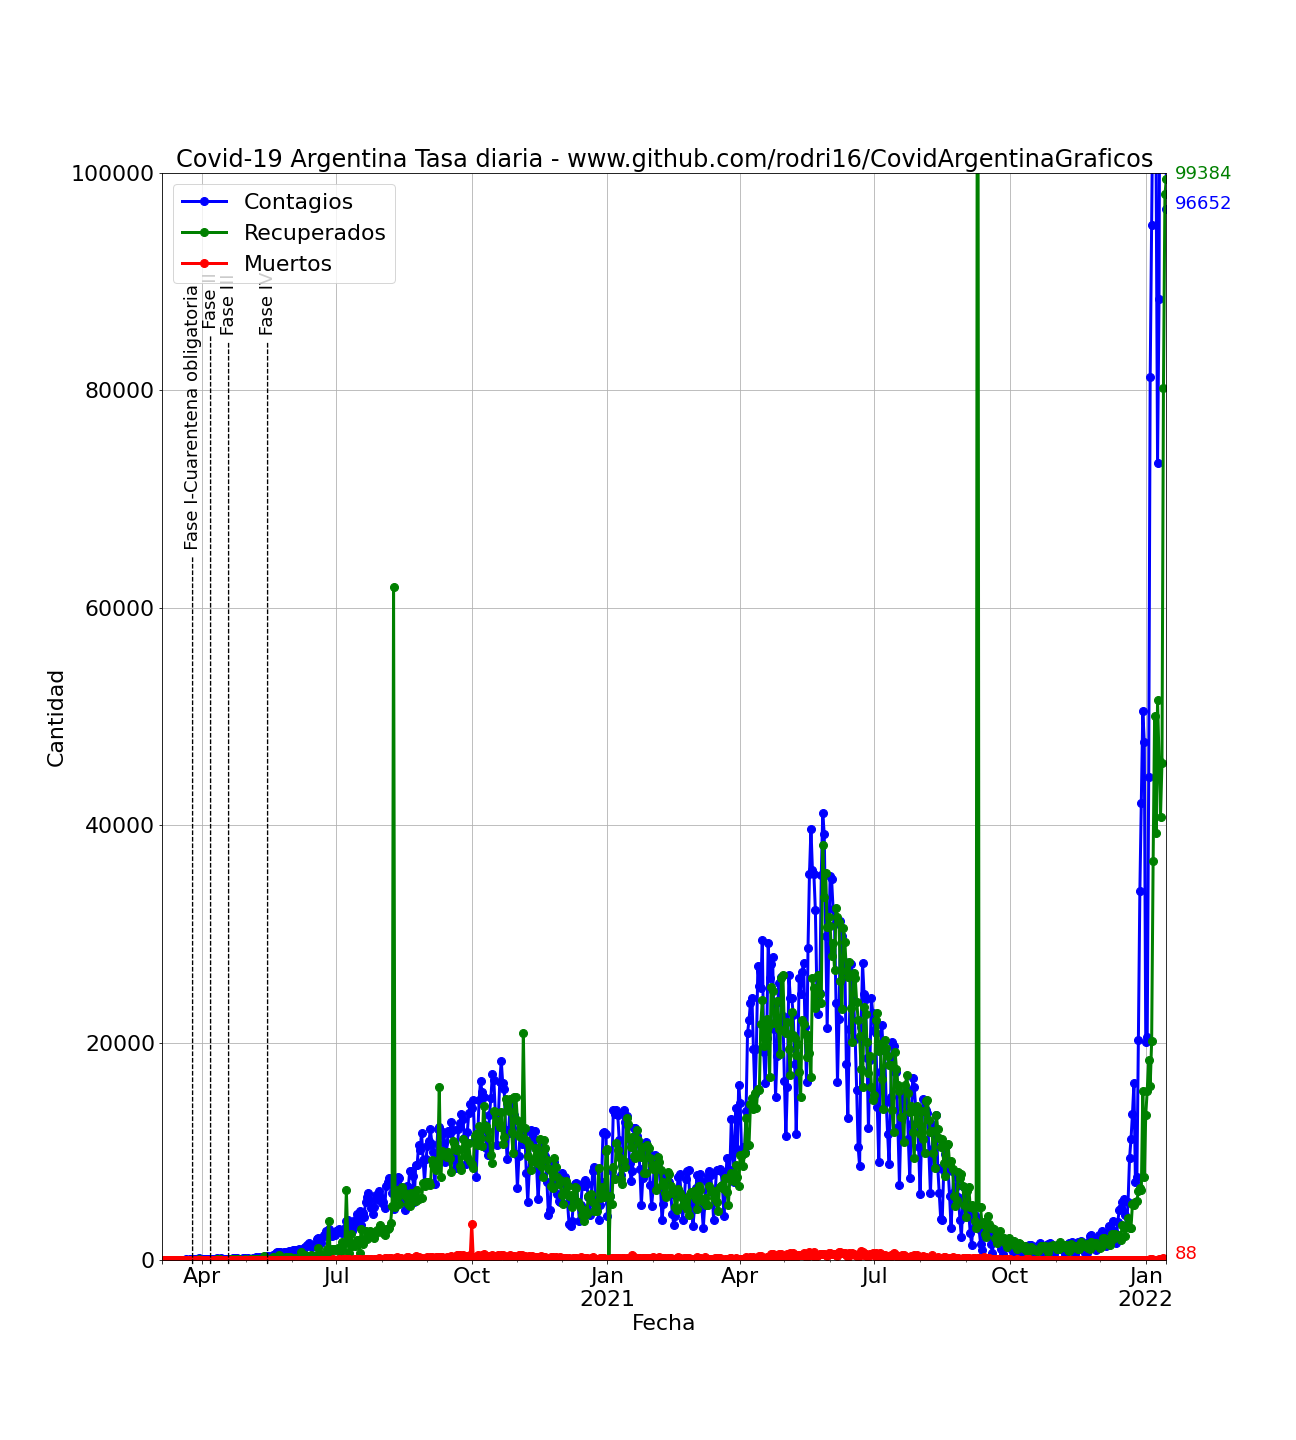 Covid-19 Argentina Tasa diaria - www.github.com/rodri16/CovidArgentinaGraficos
100000
99384
96652
Contagios
Recuperados
Muertos
Fase I-Cuarentena obligatoria
Fase II
Fase III
Fase IV
80000
60000
Cantidad
40000
20000
0
88
Apr
Jul
Oct
Jan
2021
Apr
Jul
Oct
Jan
2022
Fecha